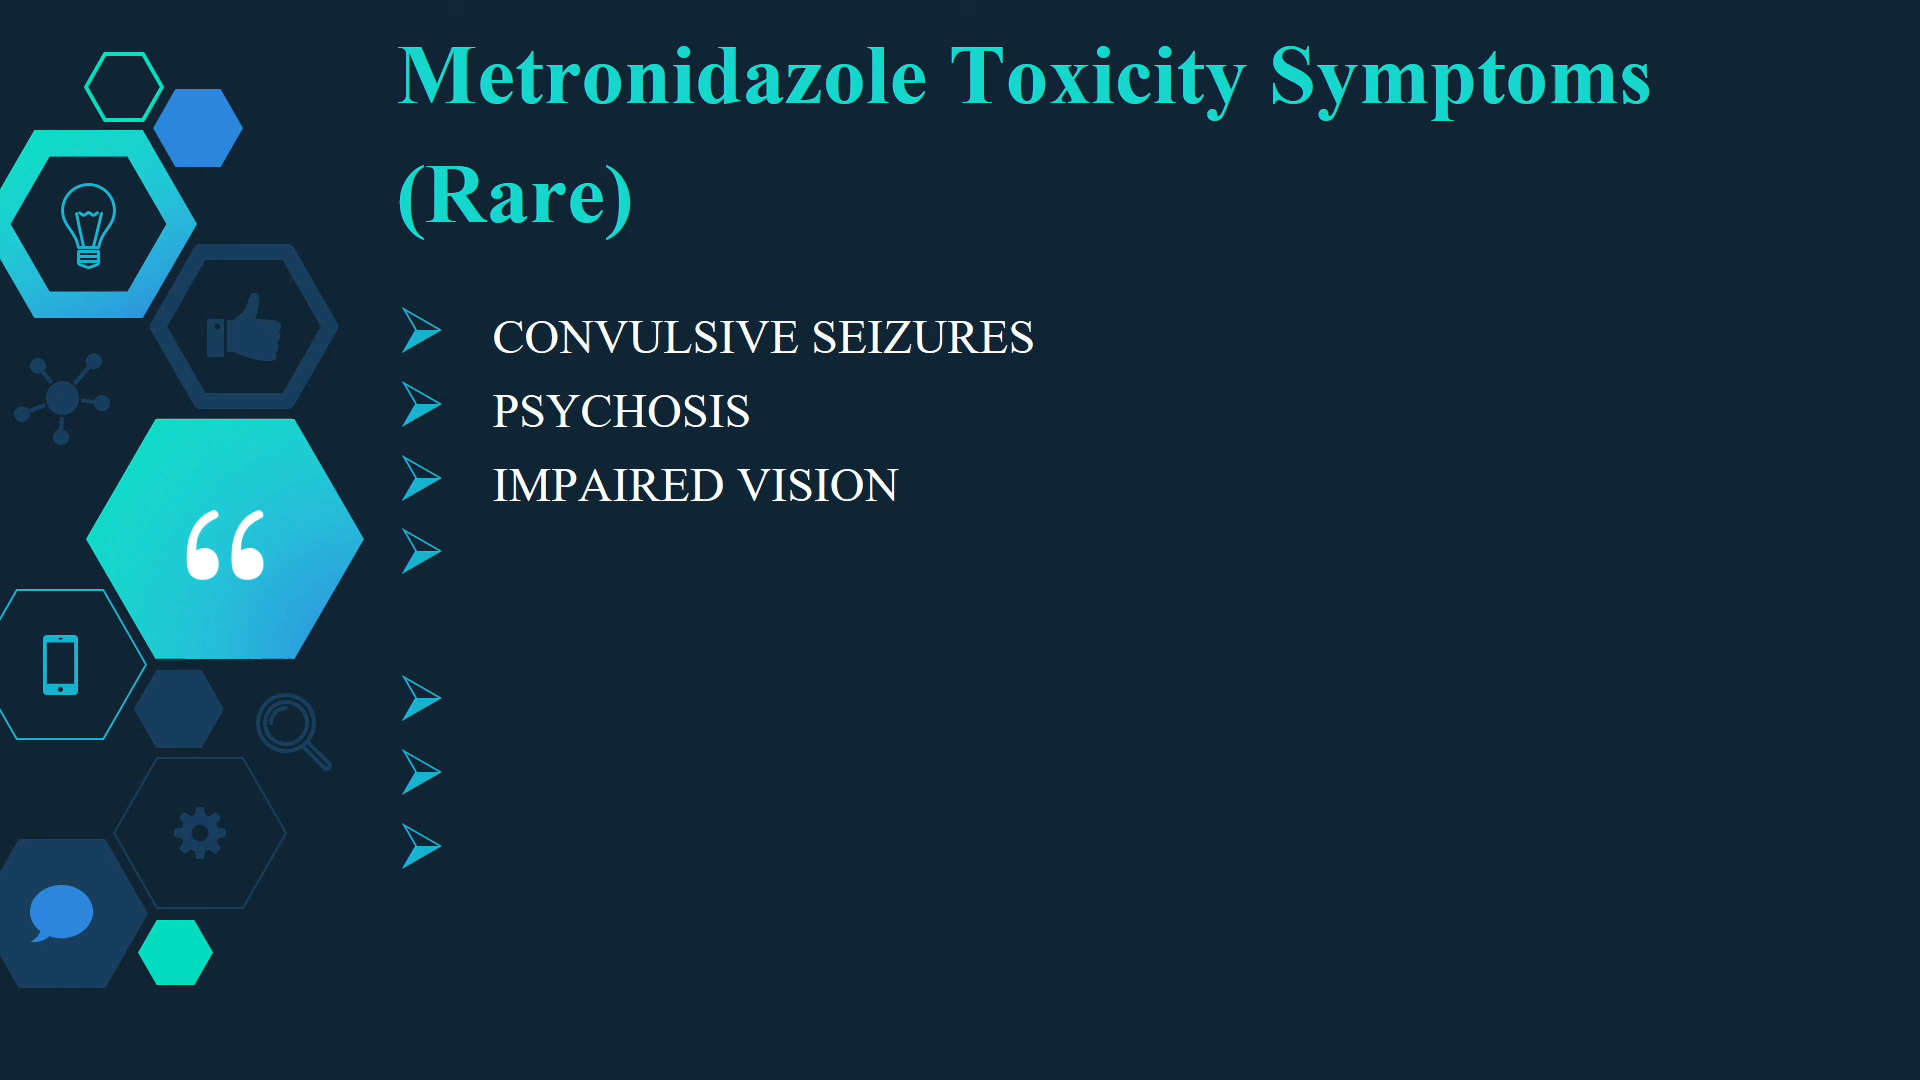 Metronidazole Toxicity Symptoms
(Rare)
CONVULSIVE SEIZURES
PSYCHOSIS
IMPAIRED VISION